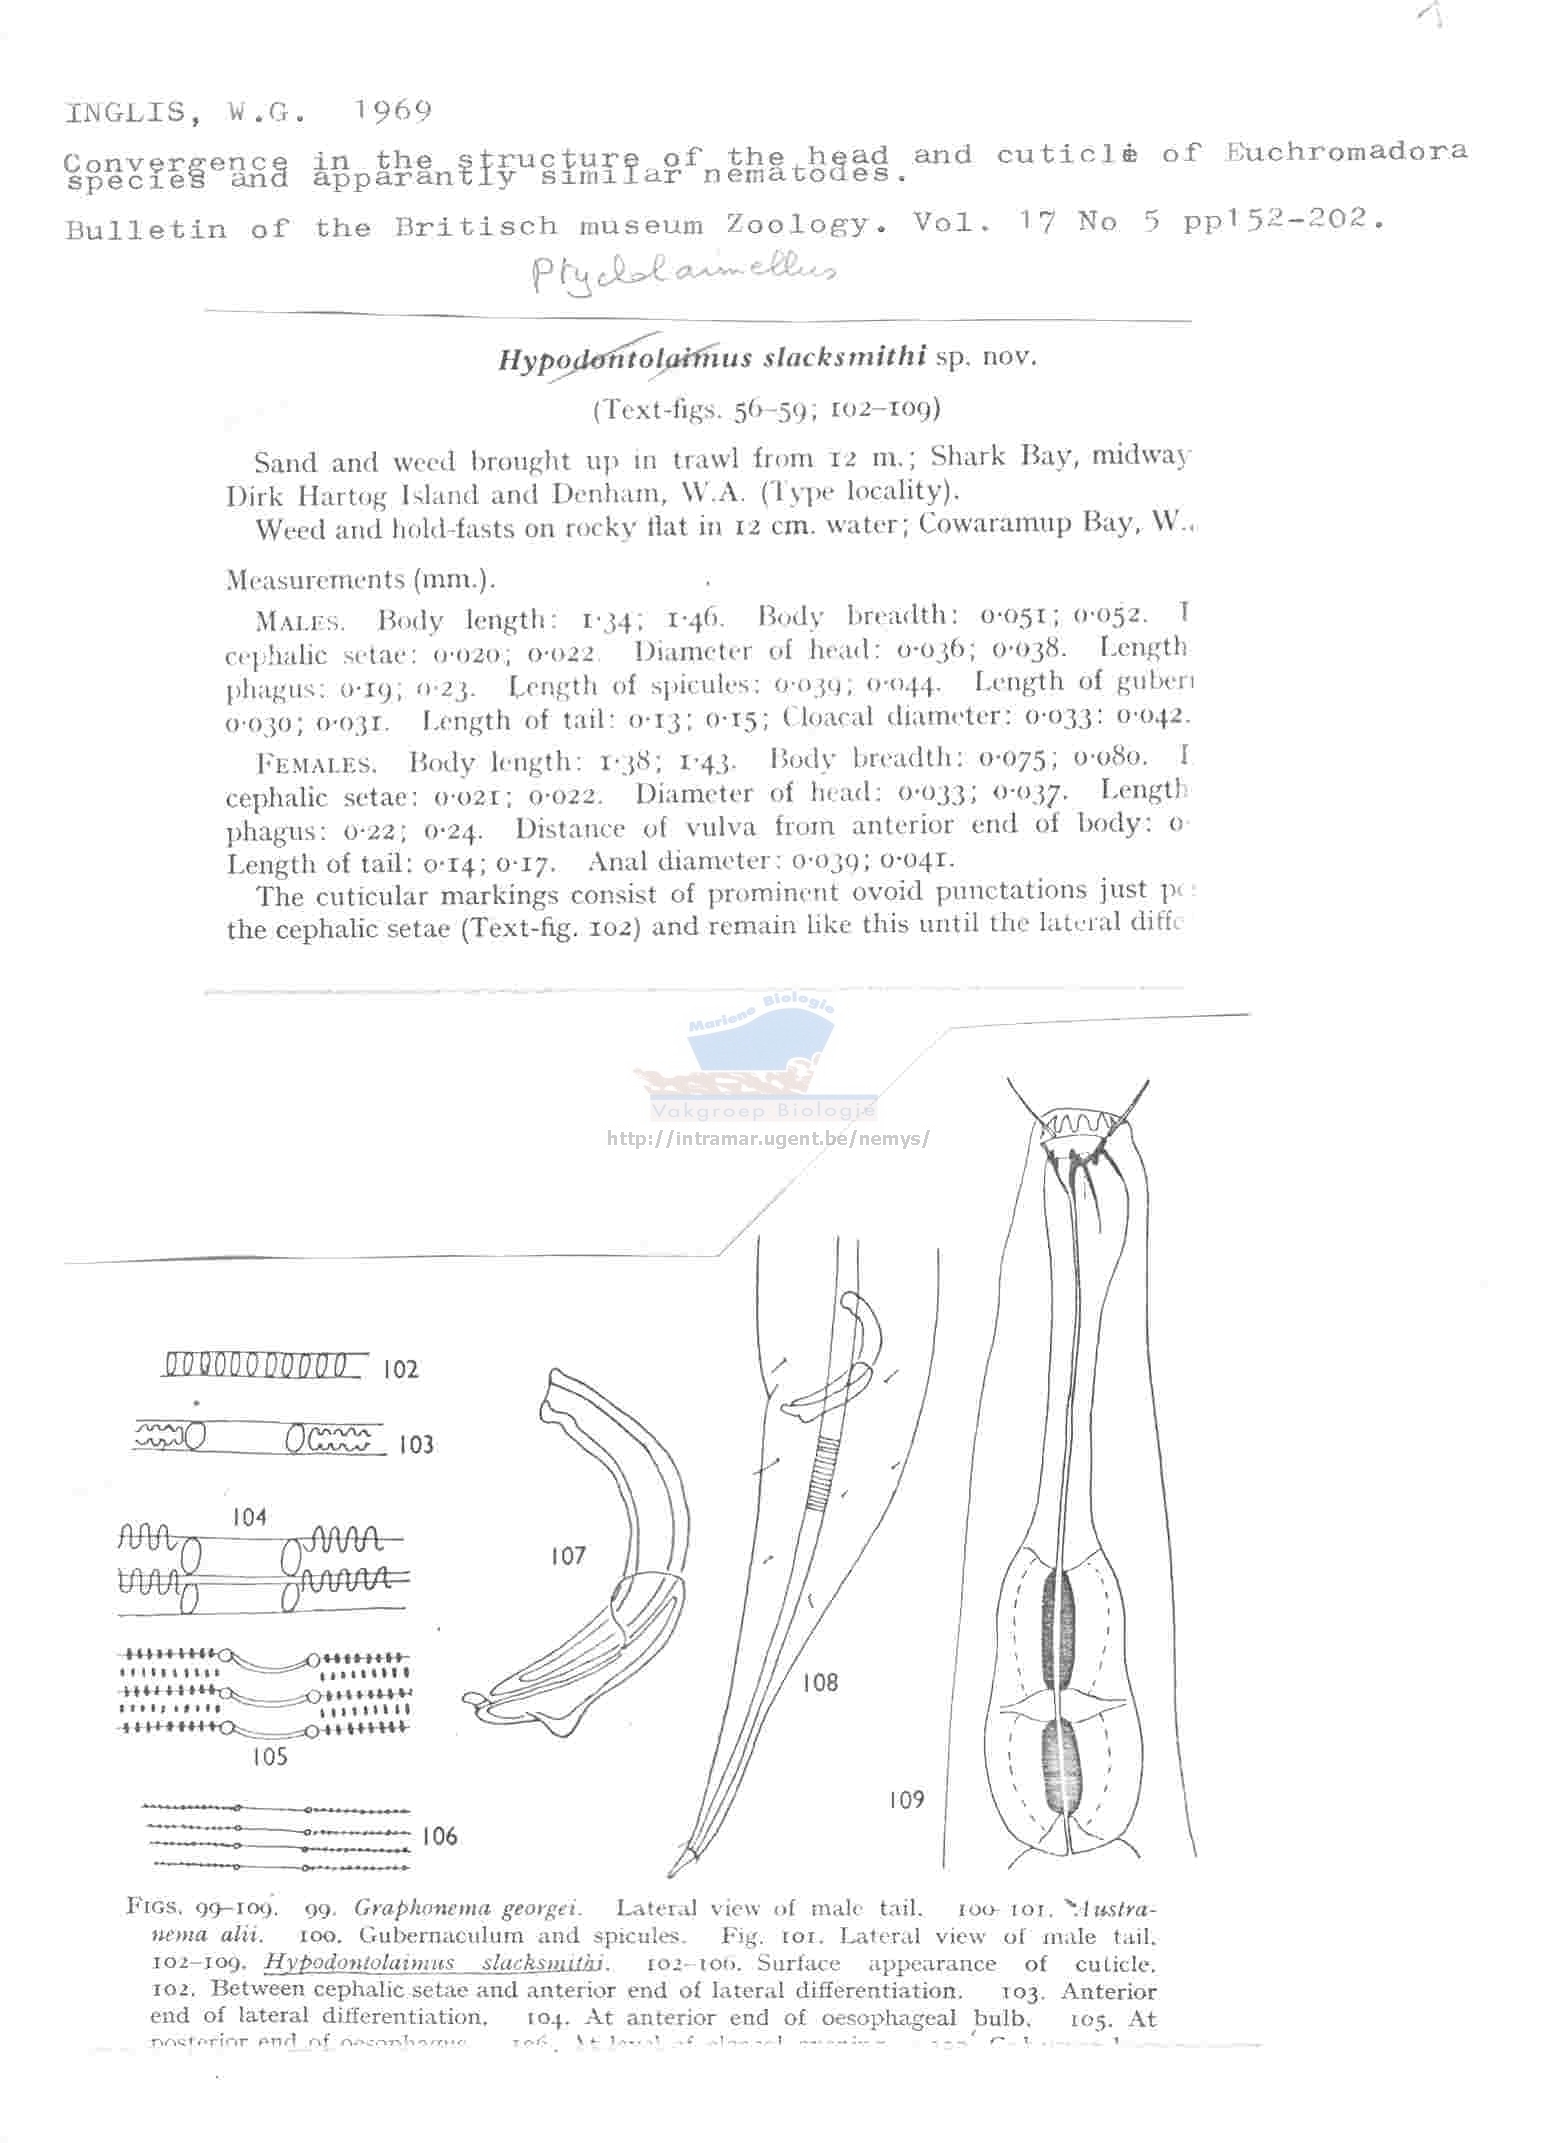 INGLIS, W.G. 1969
Convergence in the structure of the head and cuticle of Euchromadora
species and apparantly similar nematodes.
Bulletin of the Britisch museum Zoology. Vol. 17 No 5 pp152-202.
Ptycholaimellus
Hypodontolaimus slacksmithi sp. nov.
(Text-figs. 56–59; 102–109)
Sand and weed brought up in trawl from 12 m.; Shark Bay, midway
Dirk Hartog Island and Denham, W.A. (Type locality).
Weed and hold-fasts on rocky flat in 12 cm. water; Cowaramup Bay, W.
Measurements (mm.).
MALES. Body length: 1·34; 1·46. Body breadth: 0·051; 0·052.
cephalic setae: 0·020; 0·022. Diameter of head: 0·036; 0·038. Length
phagus: 0·19; 0·23. Length of spicules: 0·039; 0·044. Length of guber
0·030; 0·031. Length of tail: 0·13; 0·15; Cloacal diameter: 0·033: 0·042.
FEMALES. Body length: 1·38; 1·43. Body breadth: 0·075; 0·080.
cephalic setae: 0·021; 0·022. Diameter of head: 0·033; 0·037. Length
phagus: 0·22; 0·24. Distance of vulva from anterior end of body: 0·
Length of tail: 0·14; 0·17. Anal diameter: 0·039; 0·041.
The cuticular markings consist of prominent ovoid punctations just
the cephalic setae (Text-fig. 102) and remain like this until the lateral diffe
Mariene Biologie
Vakgroep Biologie
http://intramar.ugent.be/nemys/
102
103
104
107
108
105
109
106
FIGS. 99–109. 99. Graphonema georgei. Lateral view of male tail. 100–101. Austra-
nema alii. 100. Gubernaculum and spicules. Fig. 101. Lateral view of male tail.
102–109. Hypodontolaimus slacksmithi. 102–106. Surface appearance of cuticle.
102. Between cephalic setae and anterior end of lateral differentiation. 103. Anterior
end of lateral differentiation. 104. At anterior end of oesophageal bulb. 105. At
posterior end of oesophagus. 106. At level of cloacal opening.